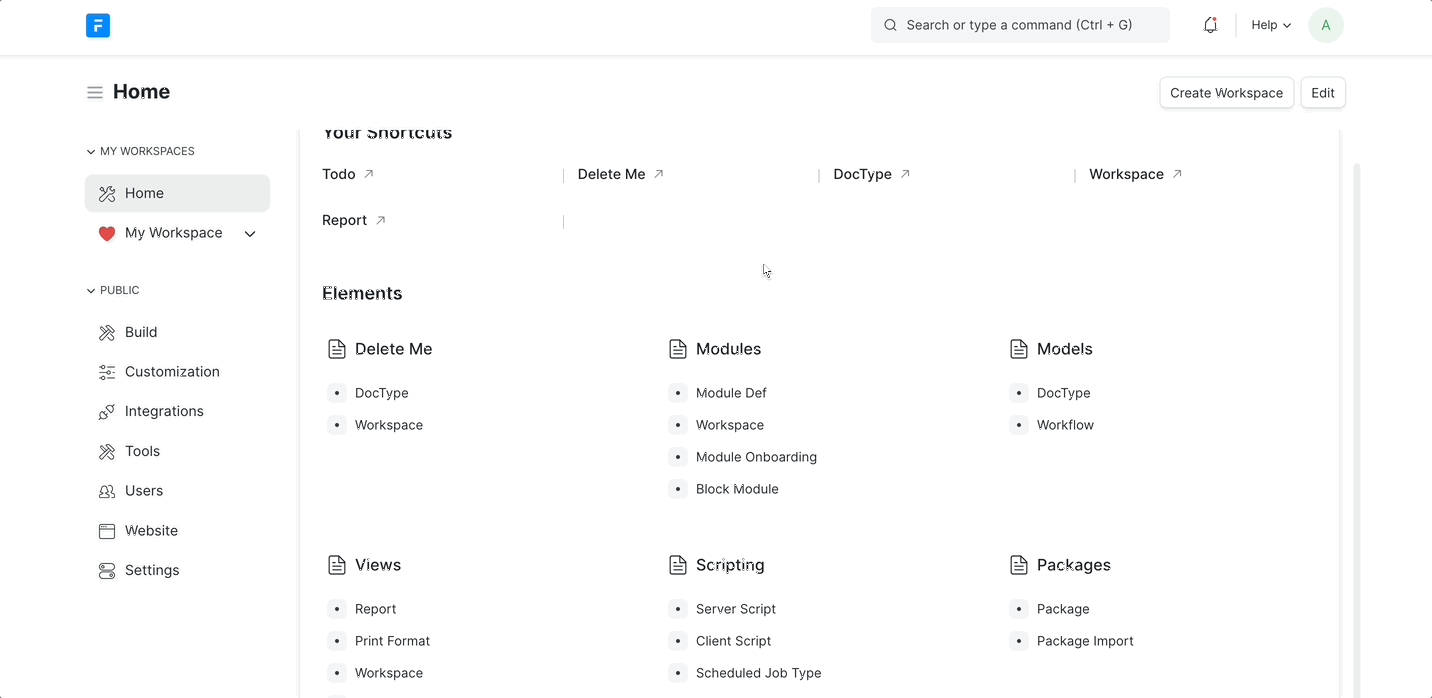 F
Search or type a command (Ctrl + G)
Help
A
Home
Create Workspace
Edit
MY WORKSPACES
Home
My Workspace
PUBLIC
Build
Customization
Integrations
Tools
Users
Website
Settings
Your Shortcuts
Todo
Delete Me
DocType
Workspace
Report
Elements
Delete Me
DocType
Workspace
Modules
Module Def
Workspace
Module Onboarding
Block Module
Models
DocType
Workflow
Views
Report
Print Format
Workspace
Scripting
Server Script
Client Script
Scheduled Job Type
Packages
Package
Package Import